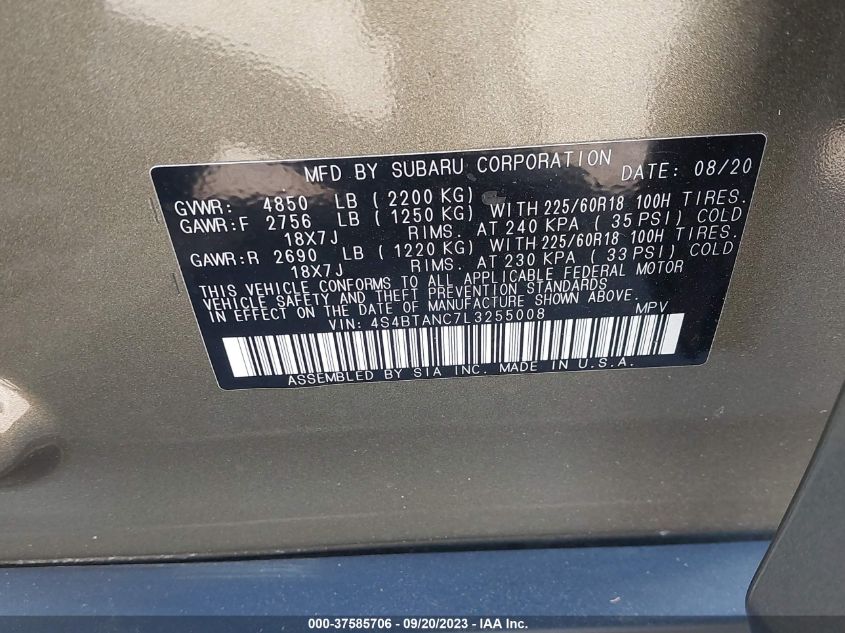 MFD BY SUBARU CORPORATION DATE: 08/20
GVWR: 4850 LB (2200 KG)
GAWR:F 2756 LB (1250 KG) WITH 225/60R18 100H TIRES.
18X7J RIMS. AT 240 KPA (35 PSI) COLD
GAWR:R 2690 LB (1220 KG) WITH 225/60R18 100H TIRES.
18X7J RIMS. AT 230 KPA (33 PSI) COLD
THIS VEHICLE CONFORMS TO ALL APPLICABLE FEDERAL MOTOR
VEHICLE SAFETY AND THEFT PREVENTION STANDARDS
IN EFFECT ON THE DATE OF MANUFACTURE SHOWN ABOVE.
VIN: 4S4BTANC7L3255008 MPV
ASSEMBLED BY SIA INC. MADE IN U.S.A.
000-37585706 - 09/20/2023 - IAA Inc.